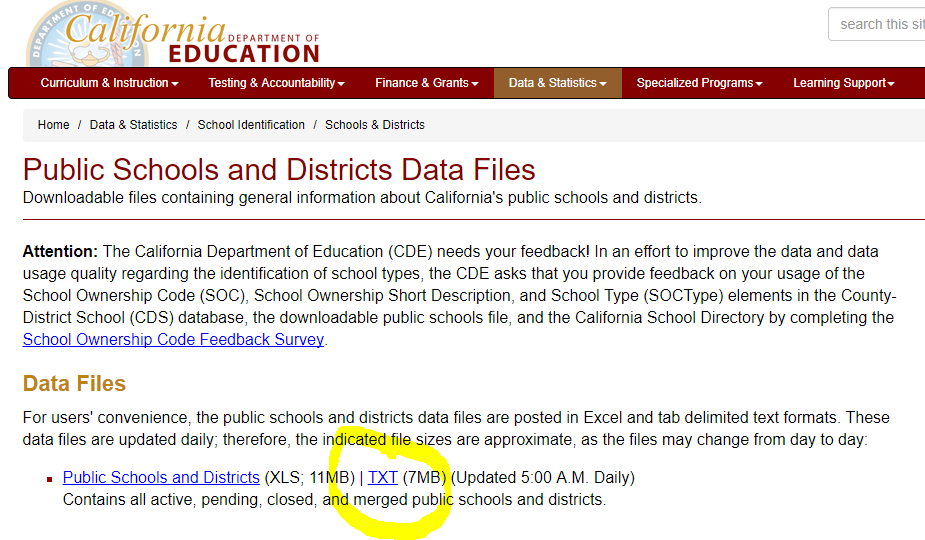 DEPARTMENT OF EDUCATION
California DEPARTMENT OF
EDUCATION
search this sit
Curriculum & Instruction Testing & Accountability Finance & Grants Data & Statistics Specialized Programs Learning Support
Home / Data & Statistics / School Identification / Schools & Districts
Public Schools and Districts Data Files
Downloadable files containing general information about California's public schools and districts.
Attention: The California Department of Education (CDE) needs your feedback! In an effort to improve the data and data
usage quality regarding the identification of school types, the CDE asks that you provide feedback on your usage of the
School Ownership Code (SOC), School Ownership Short Description, and School Type (SOCType) elements in the County-
District School (CDS) database, the downloadable public schools file, and the California School Directory by completing the
School Ownership Code Feedback Survey.
Data Files
For users' convenience, the public schools and districts data files are posted in Excel and tab delimited text formats. These
data files are updated daily; therefore, the indicated file sizes are approximate, as the files may change from day to day:
Public Schools and Districts (XLS; 11MB) | TXT (7MB) (Updated 5:00 A.M. Daily)
Contains all active, pending, closed, and merged public schools and districts.